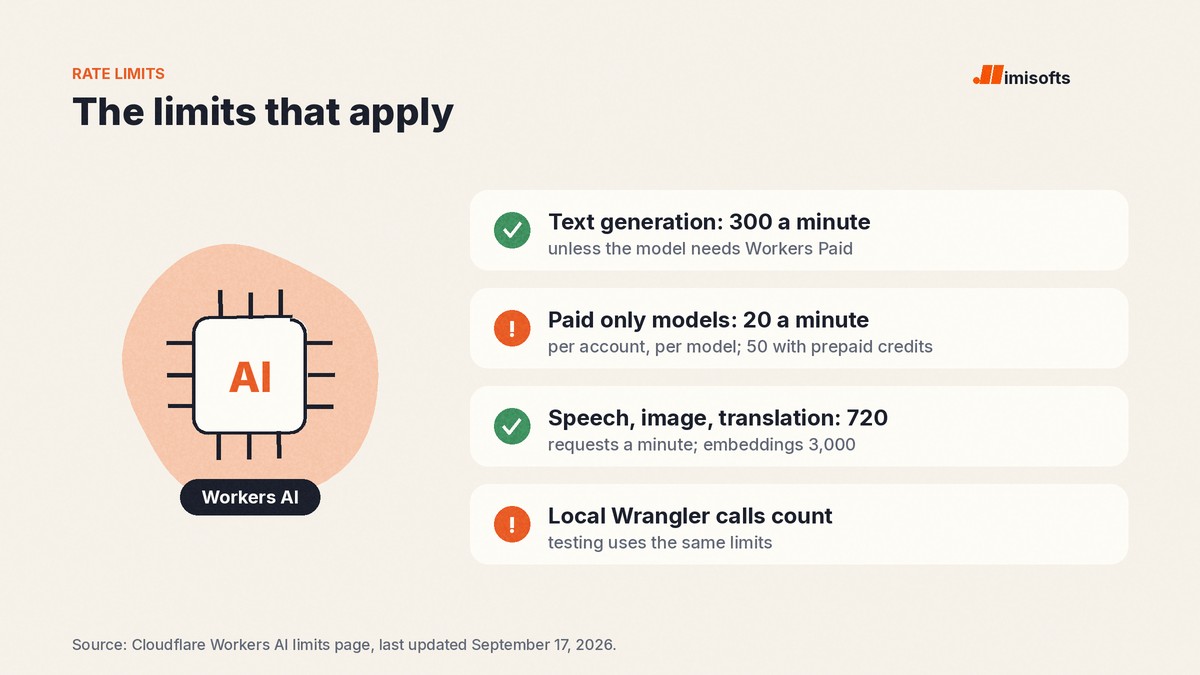 RATE LIMITS
The limits that apply
imisofts
AI
Workers AI
Text generation: 300 a minute
unless the model needs Workers Paid
Paid only models: 20 a minute
per account, per model; 50 with prepaid credits
Speech, image, translation: 720
requests a minute; embeddings 3,000
Local Wrangler calls count
testing uses the same limits
Source: Cloudflare Workers AI limits page, last updated September 17, 2026.